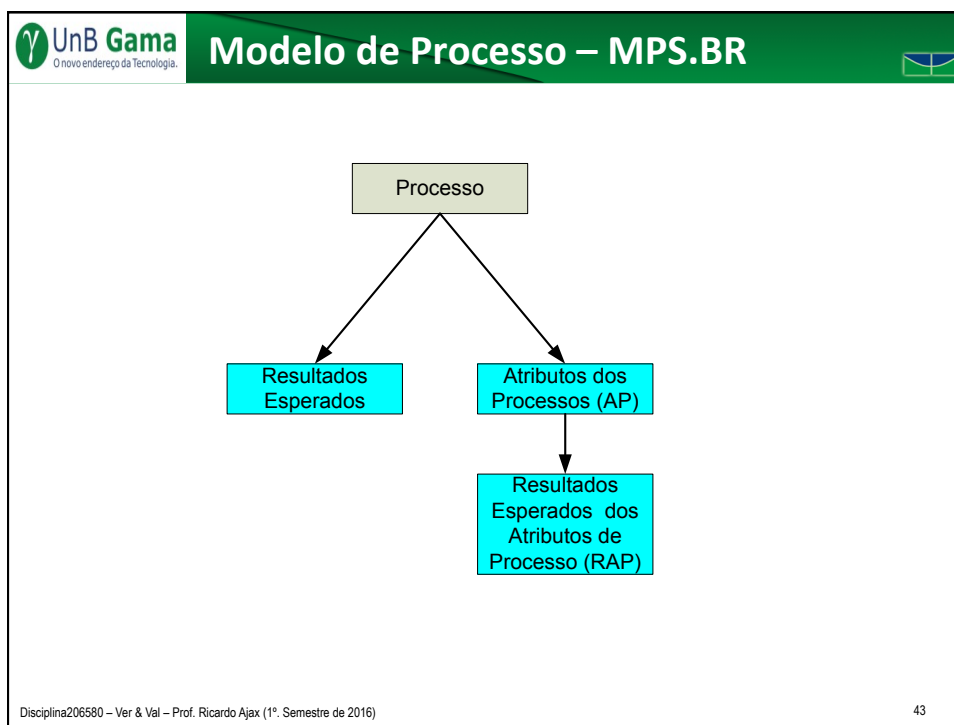 UnB Gama
O novo endereço da Tecnologia.
Modelo de Processo – MPS.BR
Processo
Resultados
Esperados
Atributos dos
Processos (AP)
Resultados
Esperados dos
Atributos de
Processo (RAP)
Disciplina206580 – Ver & Val – Prof. Ricardo Ajax (1º. Semestre de 2016)
43